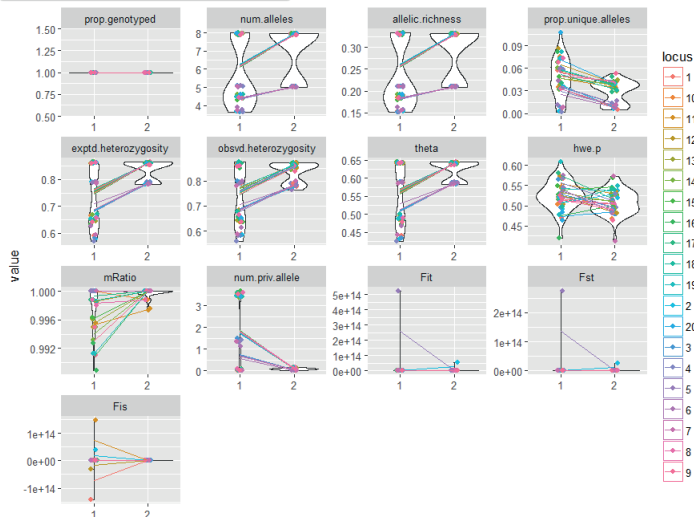 prop.genotyped
num.alleles
allelic.richness
prop.unique.alleles
1.50
1.25
1.00
0.75
0.50
8
7
6
5
4
0.30
0.25
0.20
0.15
0.09
0.06
0.03
0.00
1 2
1 2
1 2
1 2
exptd.heterozygosity
obsvd.heterozygosity
theta
hwe.p
0.8
0.7
0.6
0.8
0.7
0.6
0.65
0.60
0.55
0.50
0.45
0.60
0.55
0.50
0.45
1 2
1 2
1 2
1 2
value
mRatio
num.priv.allele
Fit
Fst
1.000
0.996
0.992
3
2
1
0
5e+14
4e+14
3e+14
2e+14
1e+14
0e+00
2e+14
1e+14
0e+00
1 2
1 2
1 2
1 2
Fis
1e+14
0e+00
-1e+14
1 2
locus
1
10
11
12
13
14
15
16
17
18
19
2
20
3
4
5
6
7
8
9